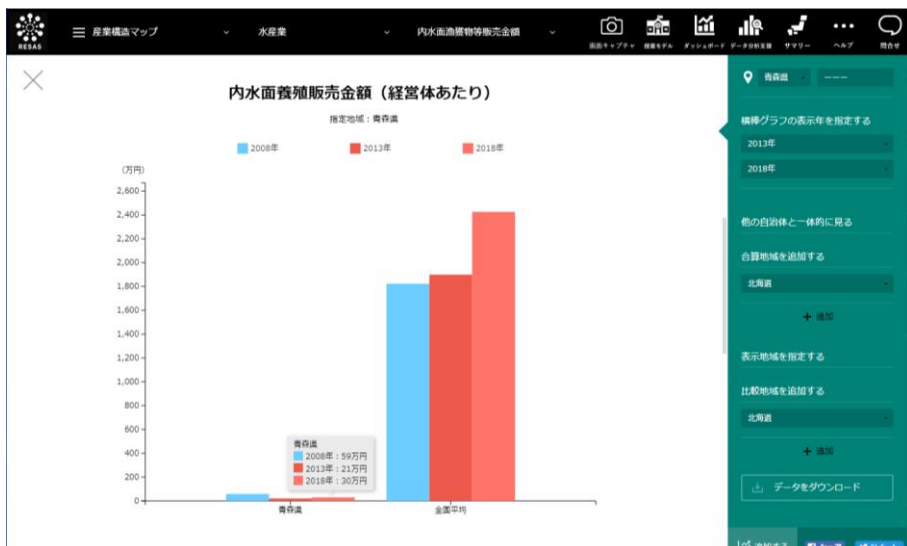 RESAS
産業構造マップ
水産業
内水面漁獲物等販売金額
画面キャプチャ
授業モデル
ダッシュボード
データ分析支援
サマリー
ヘルプ
問合せ
内水面養殖販売金額（経営体あたり）
指定地域：青森県
2008年
2013年
2018年
(万円)
2,600
2,400
2,200
2,000
1,800
1,600
1,400
1,200
1,000
800
600
400
200
0
青森県
2008年：59万円
2013年：21万円
2018年：30万円
青森県
全国平均
青森県
---
横棒グラフの表示年を指定する
2013年
2018年
他の自治体と一体的に見る
合算地域を追加する
北海道
+ 追加
表示地域を指定する
比較地域を追加する
北海道
+ 追加
データをダウンロード